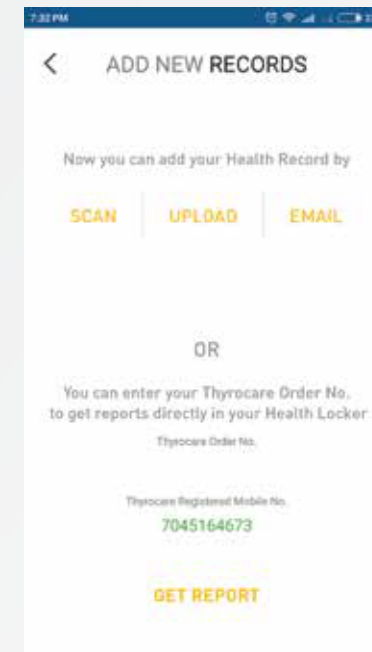 7:32 PM
ADD NEW RECORDS
Now you can add your Health Record by
SCAN UPLOAD EMAIL
OR
You can enter your Thyrocare Order No.
to get reports directly in your Health Locker
Thyrocare Order No.
Thyrocare Registered Mobile No.
7045164673
GET REPORT